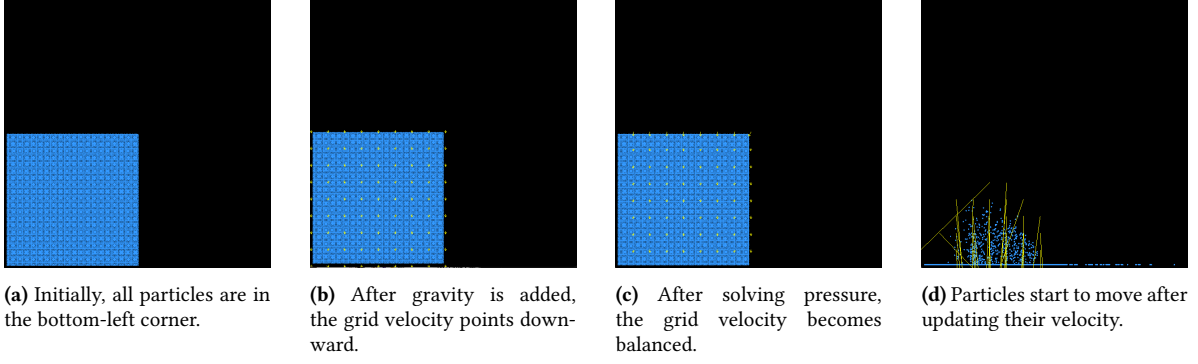 (a) Initially, all particles are in
the bottom-left corner.
(b) After gravity is added,
the grid velocity points down-
ward.
(c) After solving pressure,
the grid velocity becomes
balanced.
(d) Particles start to move after
updating their velocity.